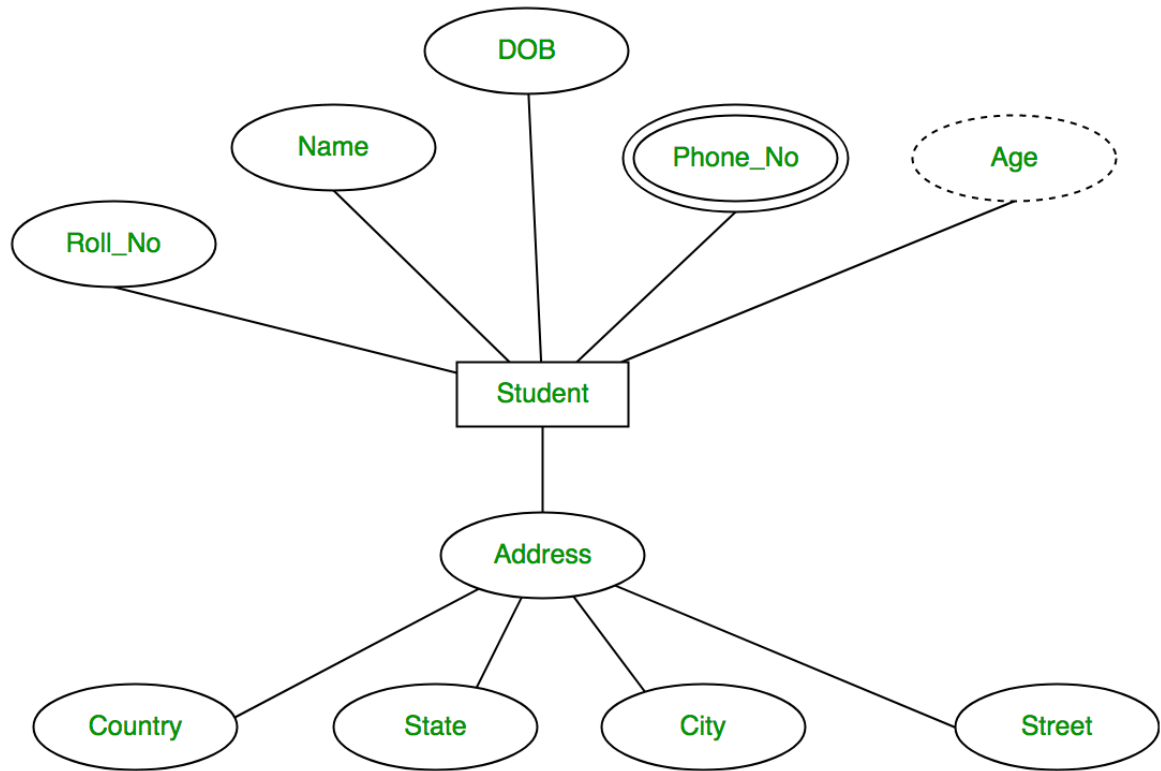 DOB
Name
Phone_No
Age
Roll_No
Student
Address
Country
State
City
Street